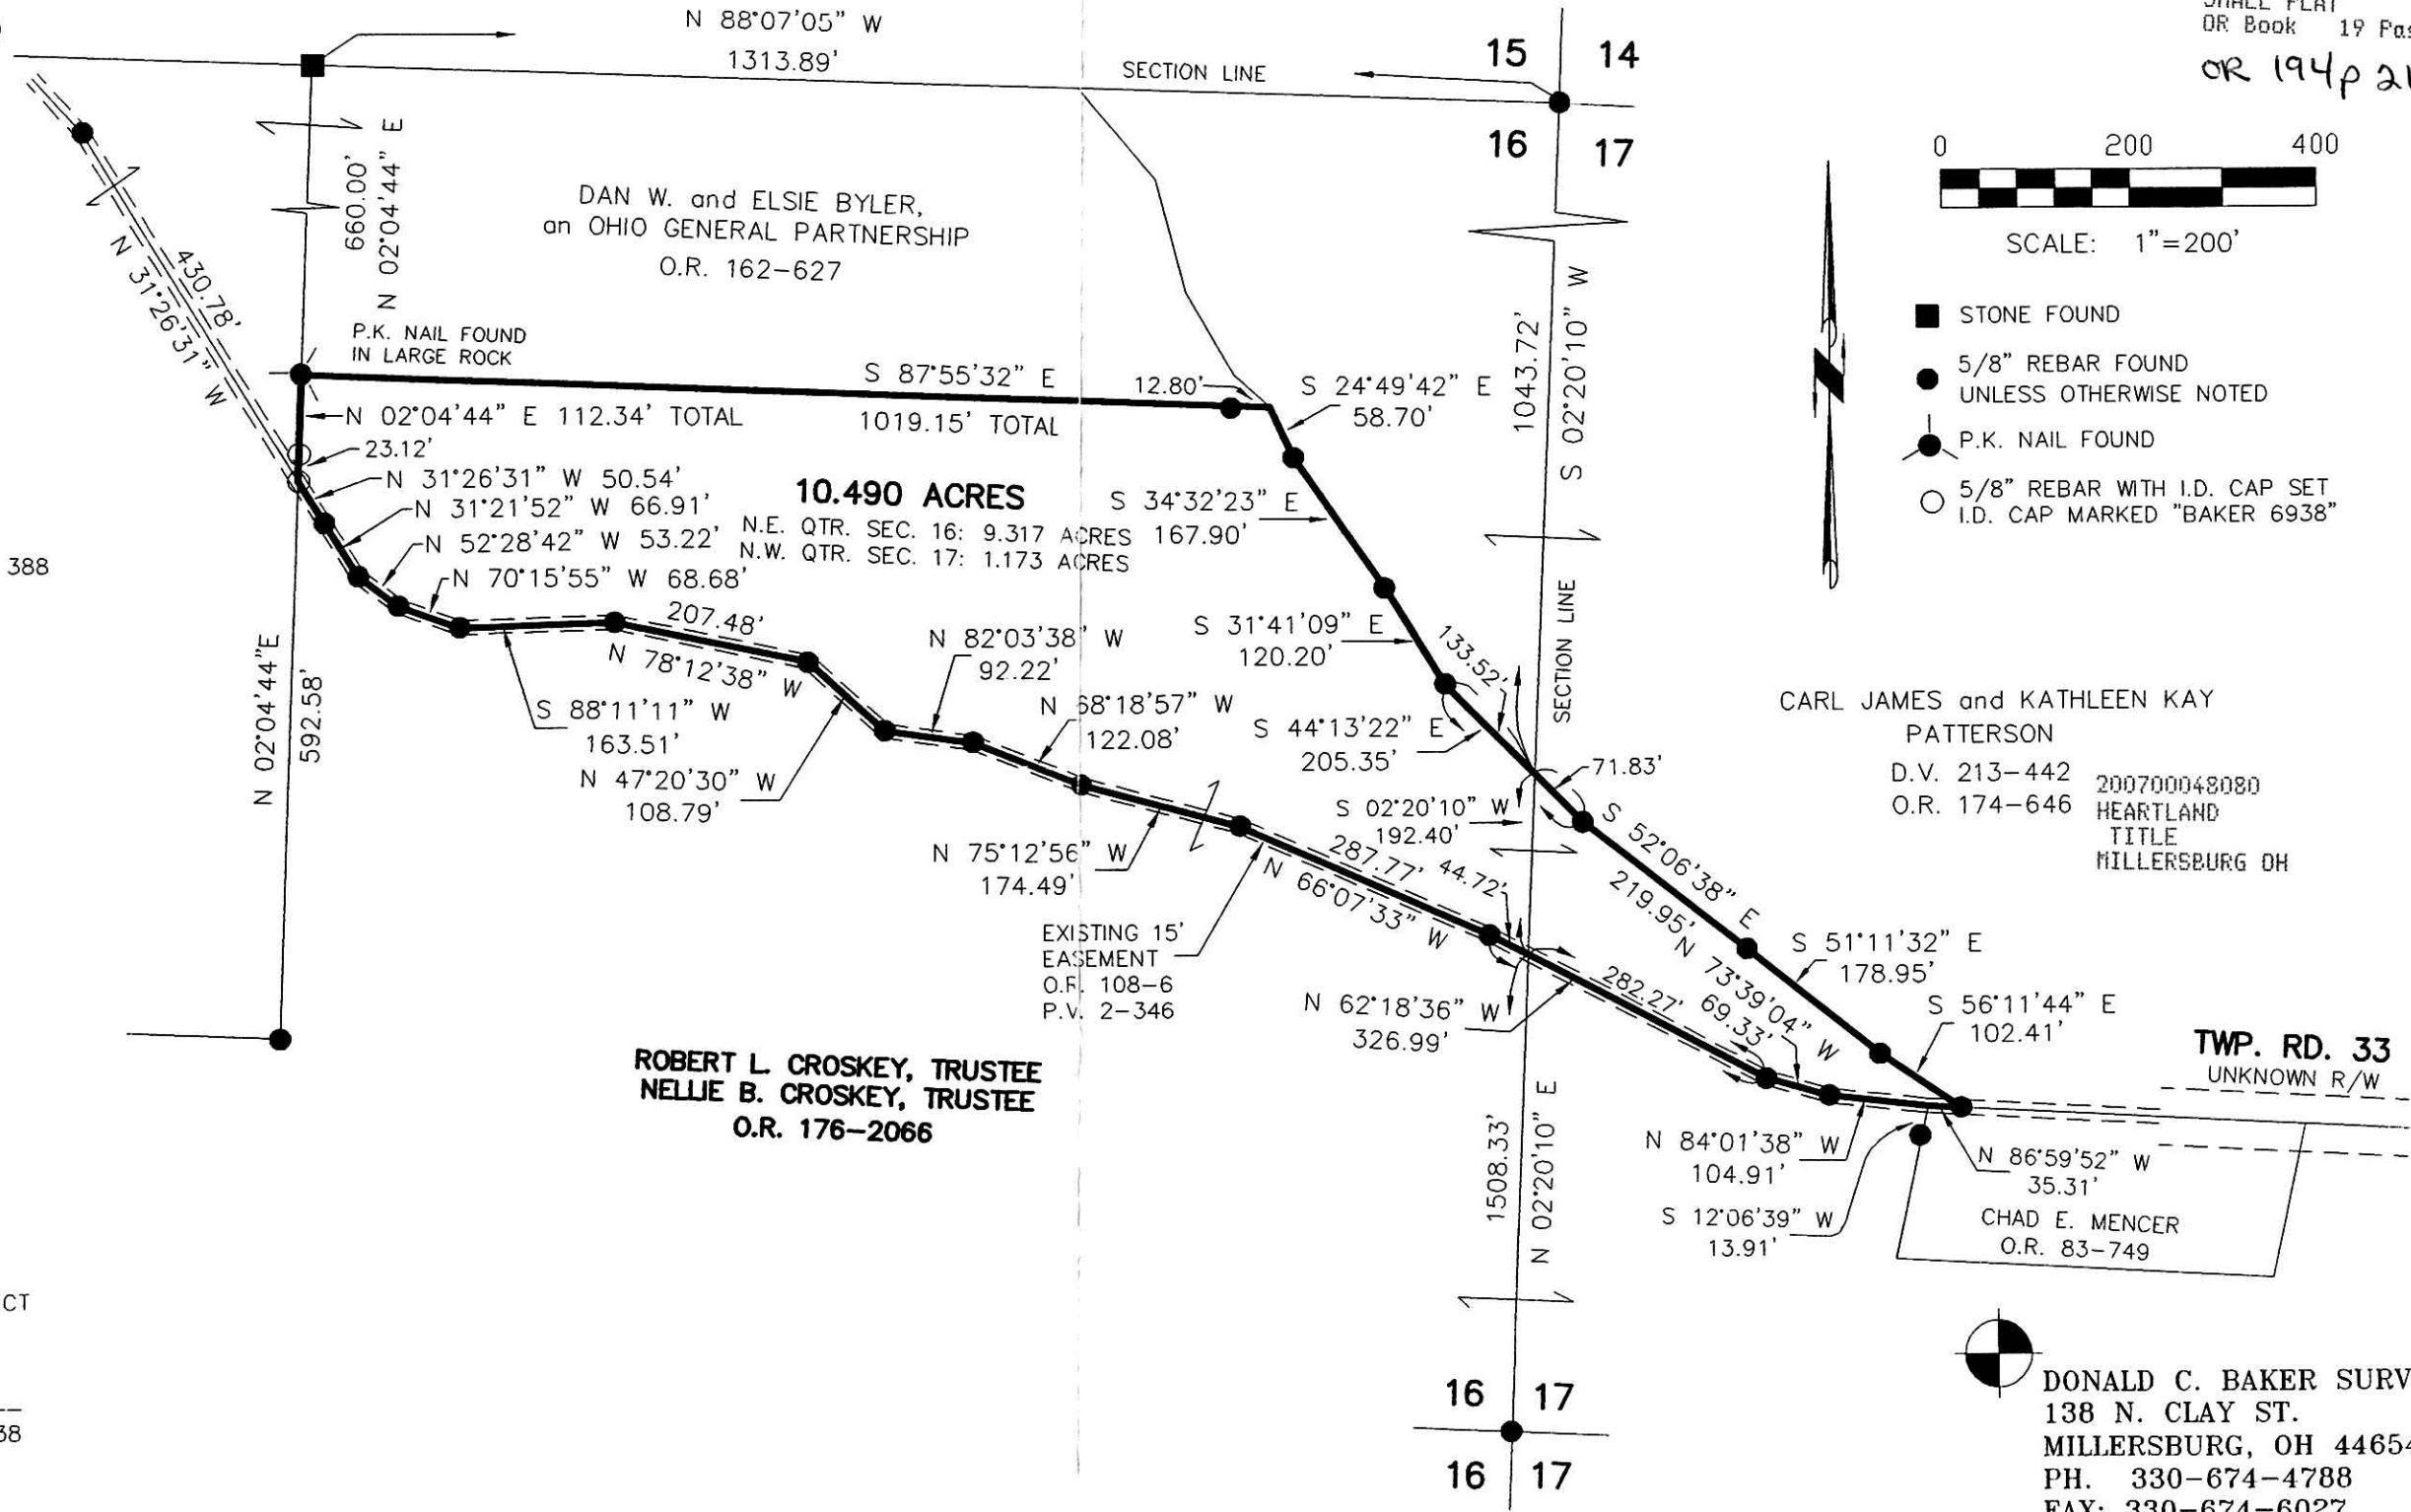 N 88°07'05" W
1313.89'
SECTION LINE
15
14
16
17
OR Book 19
OR 194p
0 200 400
SCALE: 1"=200'
STONE FOUND
5/8" REBAR FOUND
UNLESS OTHERWISE NOTED
P.K. NAIL FOUND
5/8" REBAR WITH I.D. CAP SET
I.D. CAP MARKED "BAKER 6938"
660.00'
N 02°04'44" E
DAN W. and ELSIE BYLER,
an OHIO GENERAL PARTNERSHIP
O.R. 162-627
430.78'
N 31°26'31" W
P.K. NAIL FOUND
IN LARGE ROCK
S 87°55'32" E
1019.15' TOTAL
12.80'
S 24°49'42" E
58.70'
1043.72'
S 02°20'10" W
N 02°04'44" E 112.34' TOTAL
23.12'
N 31°26'31" W 50.54'
N 31°21'52" W 66.91'
N 52°28'42" W 53.22'
N 70°15'55" W 68.68'
10.490 ACRES
N.E. QTR. SEC. 16: 9.317 ACRES
N.W. QTR. SEC. 17: 1.173 ACRES
S 34°32'23" E
167.90'
388
207.48'
N 78°12'38" W
N 82°03'38" W
92.22'
S 31°41'09" E
120.20'
133.52'
SECTION LINE
N 02°04'44"E
592.58'
S 88°11'11" W
163.51'
N 47°20'30" W
108.79'
N 68°18'57" W
122.08'
S 44°13'22" E
205.35'
71.83'
CARL JAMES and KATHLEEN KAY
PATTERSON
D.V. 213-442
O.R. 174-646
200700048080
HEARTLAND
TITLE
MILLERSBURG OH
S 02°20'10" W
192.40'
N 75°12'56" W
174.49'
287.77'
N 66°07'33" W
44.72'
S 52°06'38" E
219.95'
EXISTING 15'
EASEMENT
O.R. 108-6
P.V. 2-346
S 51°11'32" E
178.95'
N 73°39'04" W
69.33'
282.27'
N 62°18'36" W
326.99'
S 56°11'44" E
102.41'
TWP. RD. 33
UNKNOWN R/W
ROBERT L. CROSKEY, TRUSTEE
NELLIE B. CROSKEY, TRUSTEE
O.R. 176-2066
1508.33'
N 02°20'10" E
N 84°01'38" W
104.91'
N 86°59'52" W
35.31'
S 12°06'39" W
13.91'
CHAD E. MENCER
O.R. 83-749
CT
38
16
17
16
17
DONALD C. BAKER SURV
138 N. CLAY ST.
MILLERSBURG, OH 44654
PH. 330-674-4788
FAX: 330-674-6027